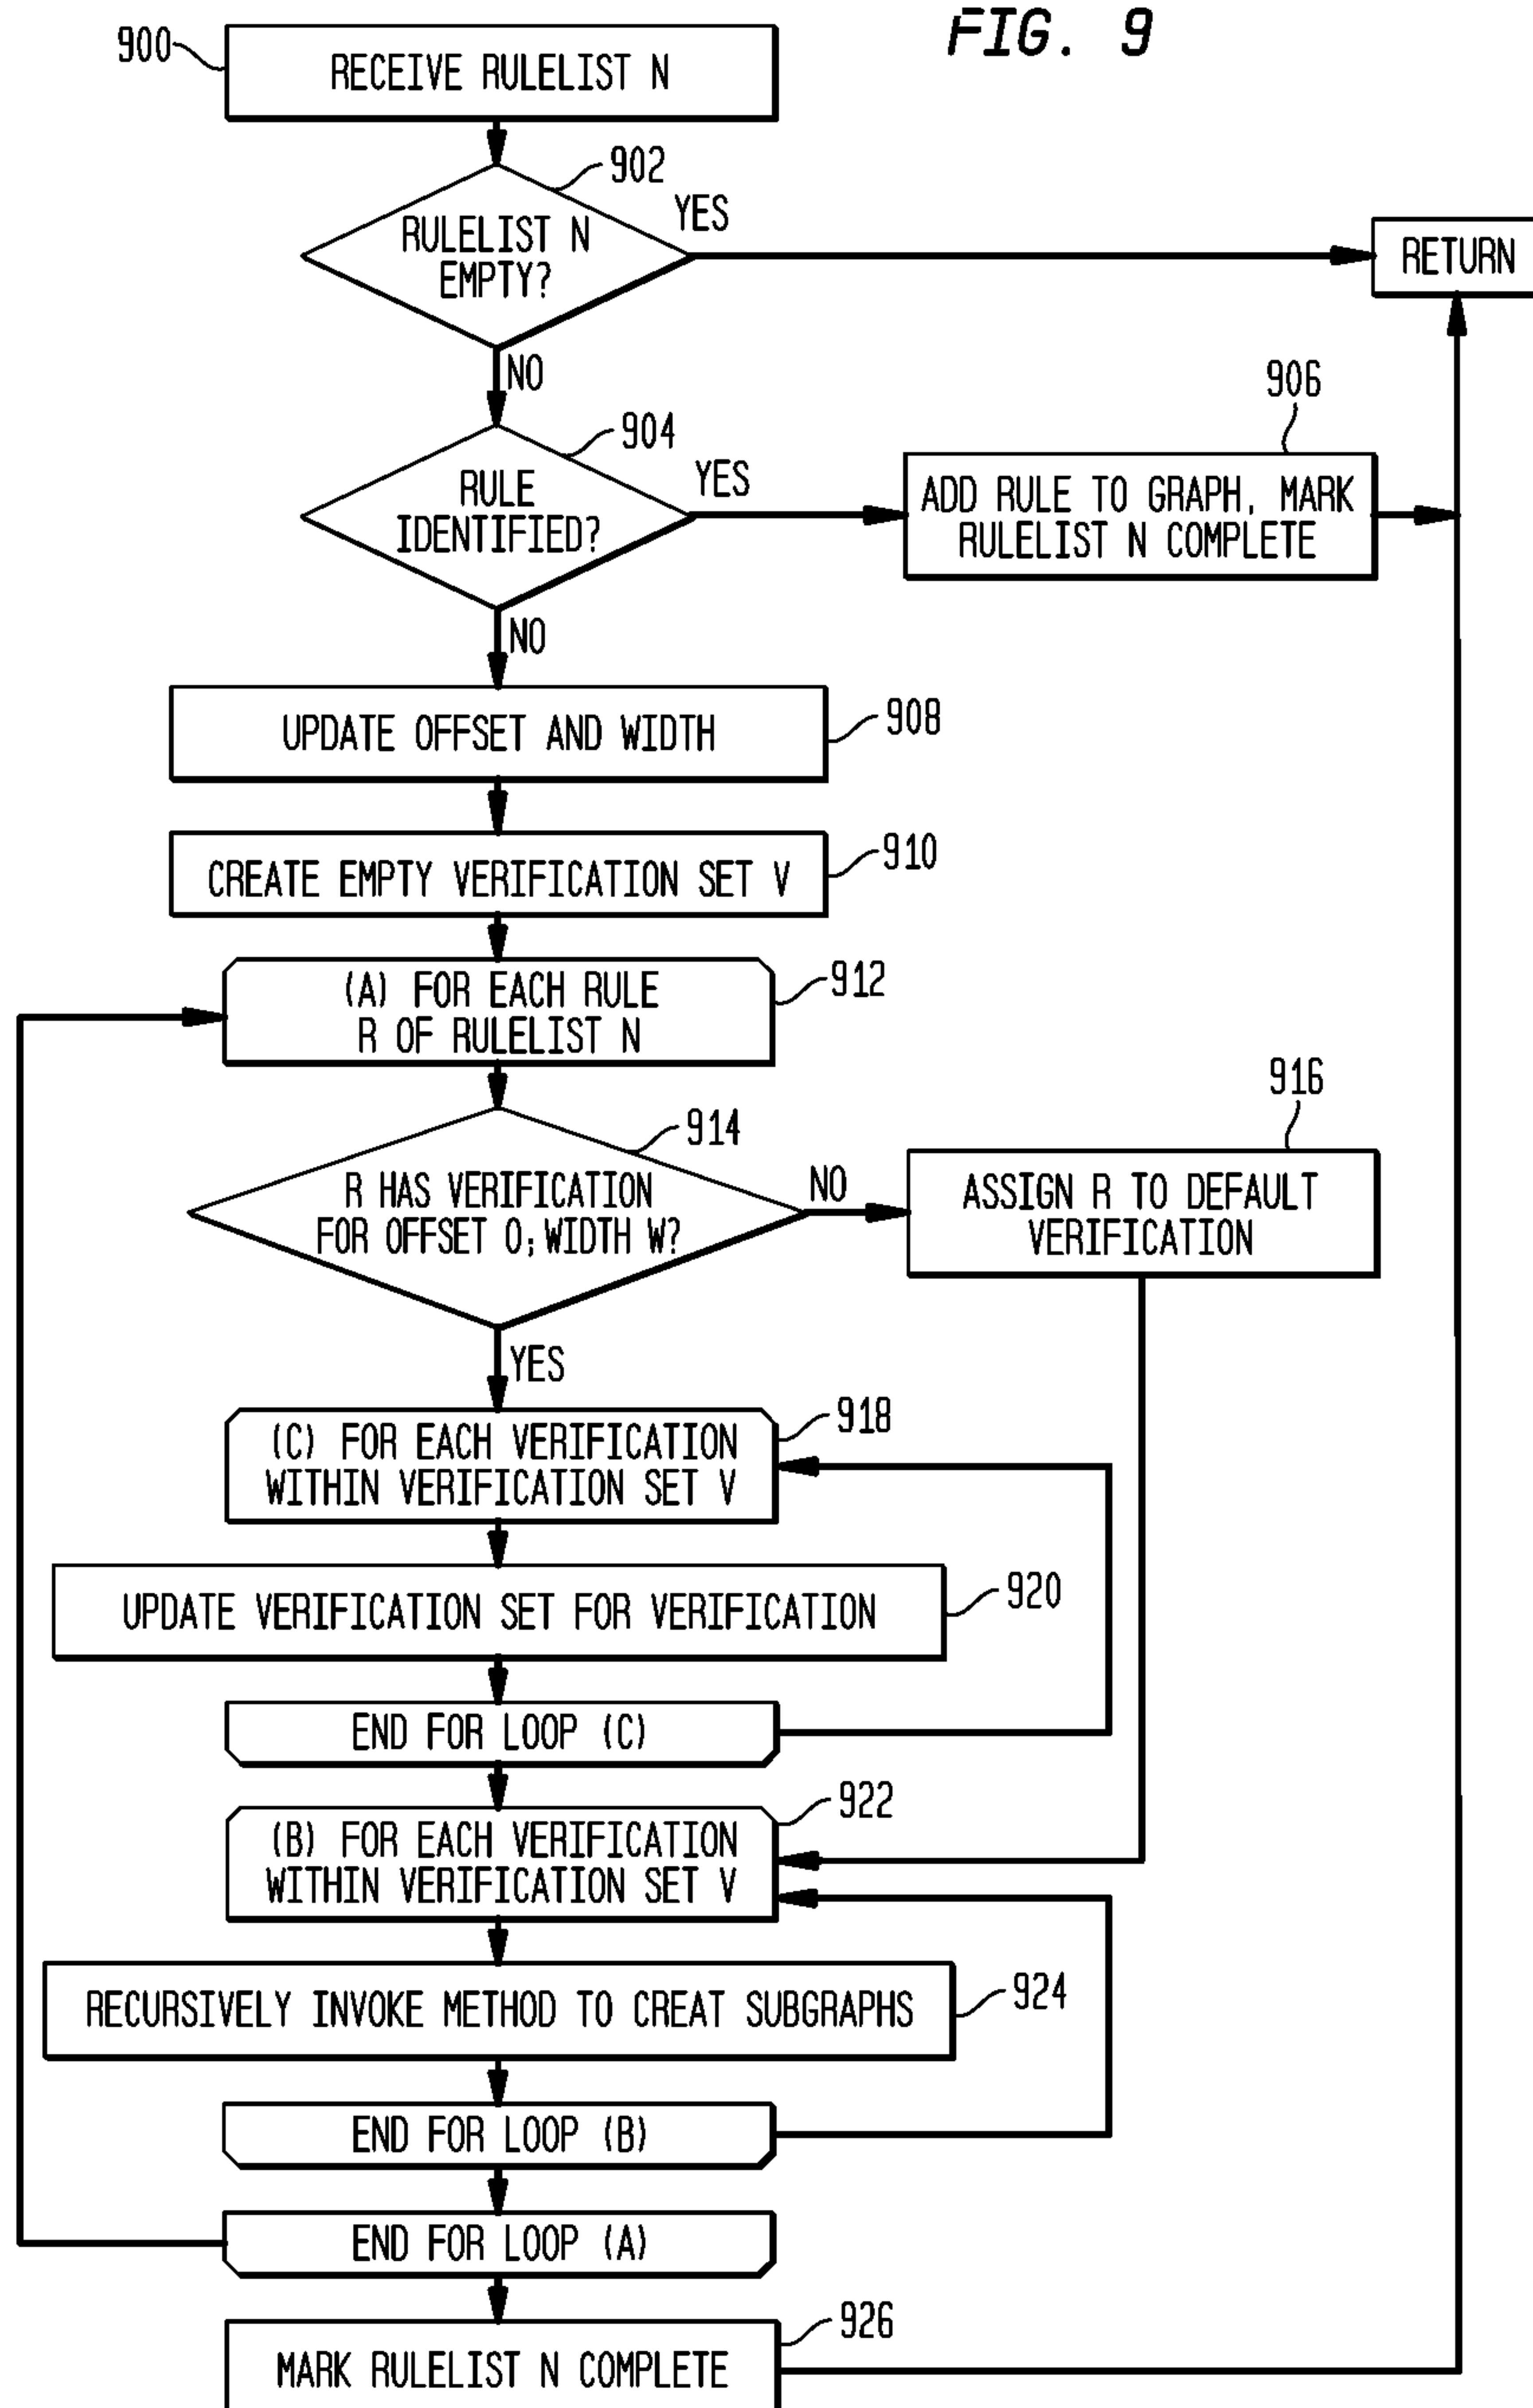 FIG. 9
900
RECEIVE RULELIST N
902
RULELIST N
EMPTY?
YES
RETURN
NO
904
RULE
IDENTIFIED?
YES
906
ADD RULE TO GRAPH, MARK
RULELIST N COMPLETE
NO
UPDATE OFFSET AND WIDTH
908
CREATE EMPTY VERIFICATION SET V
910
(A) FOR EACH RULE
R OF RULELIST N
912
914
R HAS VERIFICATION
FOR OFFSET O; WIDTH W?
NO
916
ASSIGN R TO DEFAULT
VERIFICATION
YES
(C) FOR EACH VERIFICATION
WITHIN VERIFICATION SET V
918
UPDATE VERIFICATION SET FOR VERIFICATION
920
END FOR LOOP (C)
(B) FOR EACH VERIFICATION
WITHIN VERIFICATION SET V
922
RECURSIVELY INVOKE METHOD TO CREAT SUBGRAPHS
924
END FOR LOOP (B)
END FOR LOOP (A)
MARK RULELIST N COMPLETE
926